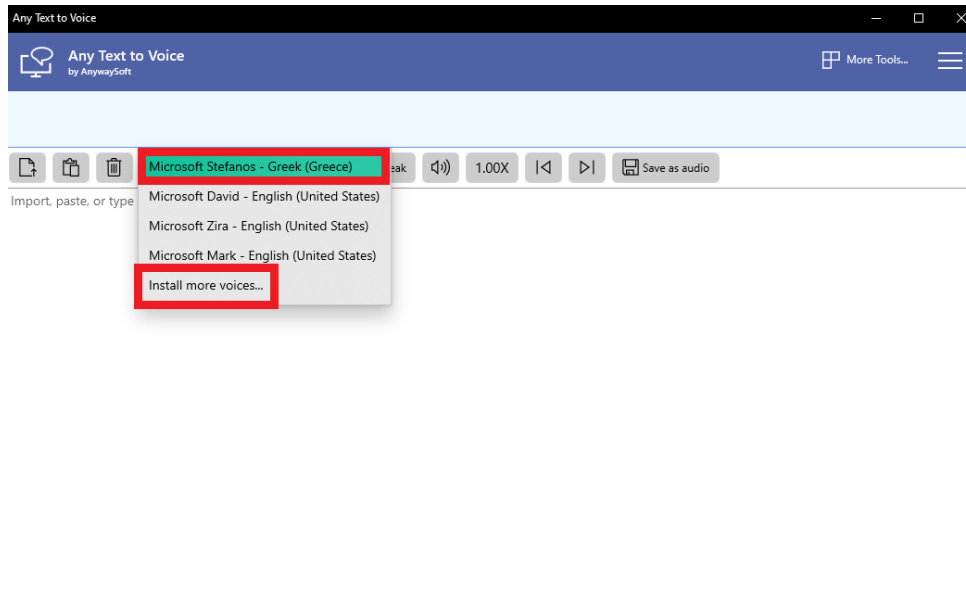 Any Text to Voice
Any Text to Voice
by AnywaySoft
More Tools...
1.00X
Save as audio
Import, paste, or type
Microsoft Stefanos - Greek (Greece)
Microsoft David - English (United States)
Microsoft Zira - English (United States)
Microsoft Mark - English (United States)
Install more voices...